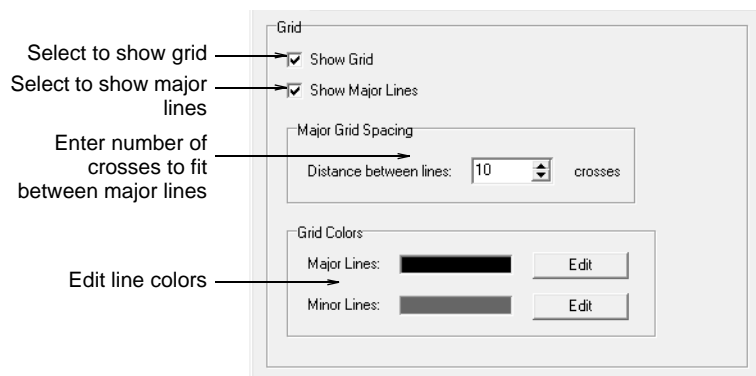 Grid
Select to show grid
Show Grid
Select to show major
lines
Show Major Lines
Major Grid Spacing
Enter number of
crosses to fit
between major lines
Distance between lines: 10 crosses
Grid Colors
Major Lines: Edit
Edit line colors
Minor Lines: Edit